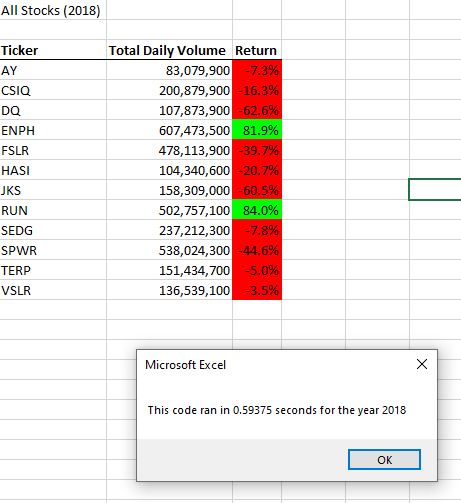 All Stocks (2018)
Ticker Total Daily Volume Return
AY 83,079,900 -7.3%
CSIQ 200,879,900 -16.3%
DQ 107,873,900 -62.6%
ENPH 607,473,500 81.9%
FSLR 478,113,900 -39.7%
HASI 104,340,600 -20.7%
JKS 158,309,000 -60.5%
RUN 502,757,100 84.0%
SEDG 237,212,300 -7.8%
SPWR 538,024,300 -44.6%
TERP 151,434,700 -5.0%
VSLR 136,539,100 -3.5%
Microsoft Excel
This code ran in 0.59375 seconds for the year 2018
OK